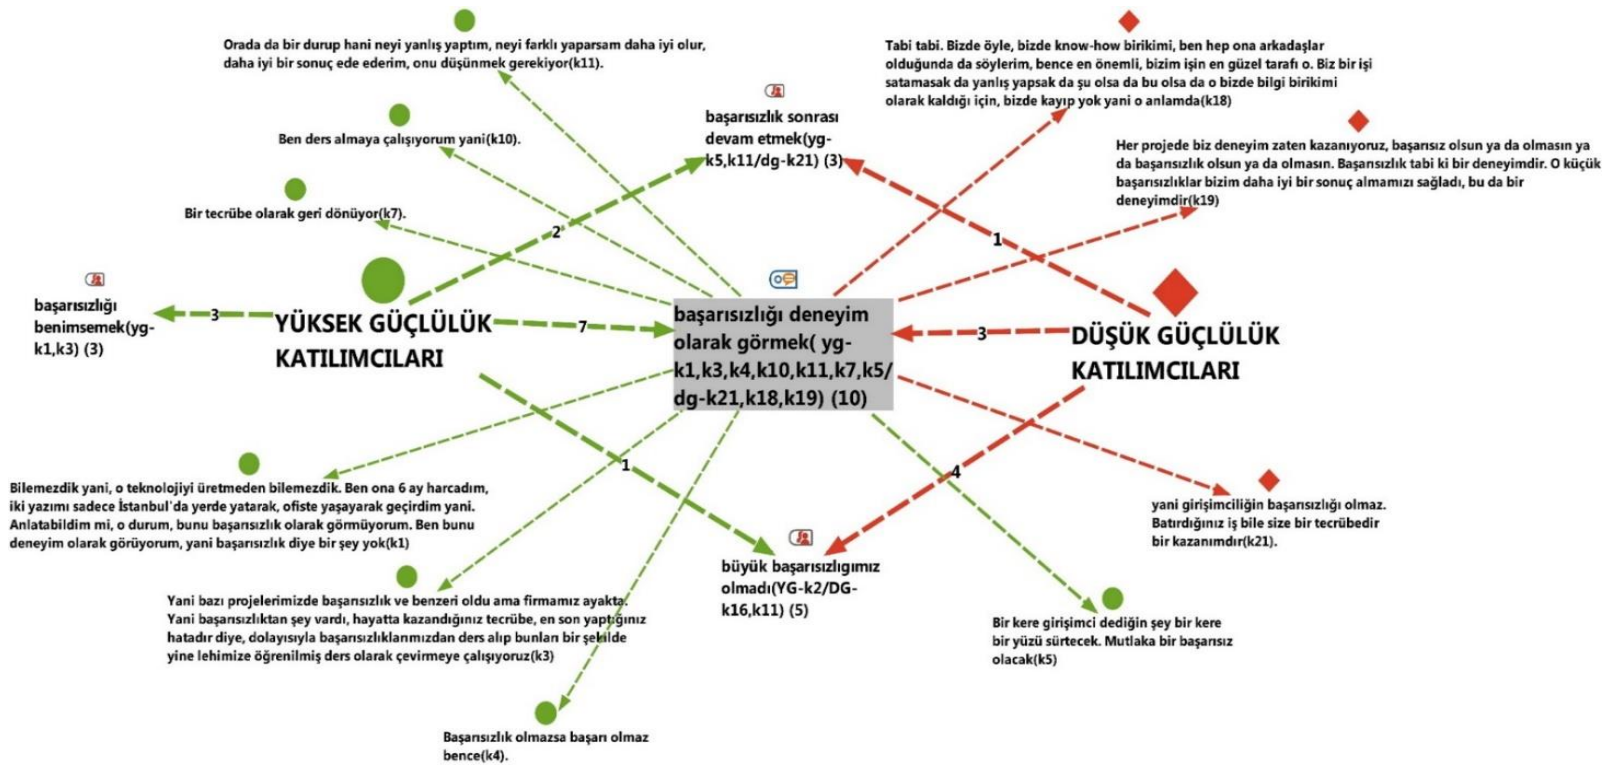 Orada da bir durup hani neyi yanlış yaptım, neyi farklı yaparsam daha iyi olur,
daha iyi bir sonuç ede ederim, onu düşünmek gerekiyor(k11).
Tabi tabi. Bizde öyle, bizde know-how birikimi, ben hep ona arkadaşlar
olduğunda da söylerim, bence en önemli, bizim işin en güzel tarafı o. Biz bir işi
satamasak da yanlış yapsak da şu olsa da bu olsa da o bizde bilgi birikimi
olarak kaldığı için, bizde kayıp yok yani o anlamda(k18)
Ben ders almaya çalışıyorum yani(k10).
başarısızlık sonrası
devam etmek(yg-
k5,k11/dg-k21) (3)
Her projede biz deneyim zaten kazanıyoruz, başarısız olsun ya da olmasın ya
da başarısızlık olsun ya da olmasın. Başarısızlık tabi ki bir deneyimdir. O küçük
başarısızlıklar bizim daha iyi bir sonuç almamızı sağladı, bu da bir
deneyimdir(k19)
Bir tecrübe olarak geri dönüyor(k7).
2
1
başarısızlığı
benimsemek(yg-
k1,k3) (3)
3
YÜKSEK GÜÇLÜLÜK
KATILIMCILARI
7
başarısızlığı deneyim
olarak görmek( yg-
k1,k3,k4,k10,k11,k7,k5/
dg-k21,k18,k19) (10)
3
DÜŞÜK GÜÇLÜLÜK
KATILIMCILARI
1
4
Bilemezdik yani, o teknolojiyi üretmeden bilemezdik. Ben ona 6 ay harcadım,
iki yazımı sadece İstanbul'da yerde yatarak, ofiste yaşayarak geçirdim yani.
Anlatabildim mi, o durum, bunu başarısızlık olarak görmüyorum. Ben bunu
deneyim olarak görüyorum, yani başarısızlık diye bir şey yok(k1)
yani girişimciliğin başarısızlığı olmaz.
Batırdığınız iş bile size bir tecrübedir
bir kazanımdır(k21).
büyük başarısızlıgımız
olmadı(YG-k2/DG-
k16,k11) (5)
Yani bazı projelerimizde başarısızlık ve benzeri oldu ama firmamız ayakta.
Yani başarısızlıktan şey vardı, hayatta kazandığınız tecrübe, en son yaptığınız
hatadır diye, dolayısıyla başarısızlıklarımızdan ders alıp bunları bir şekilde
yine lehimize öğrenilmiş ders olarak çevirmeye çalışıyoruz(k3)
Bir kere girişimci dediğin şey bir kere
bir yüzü sürtecek. Mutlaka bir başarısız
olacak(k5)
Başarısızlık olmazsa başarı olmaz
bence(k4).